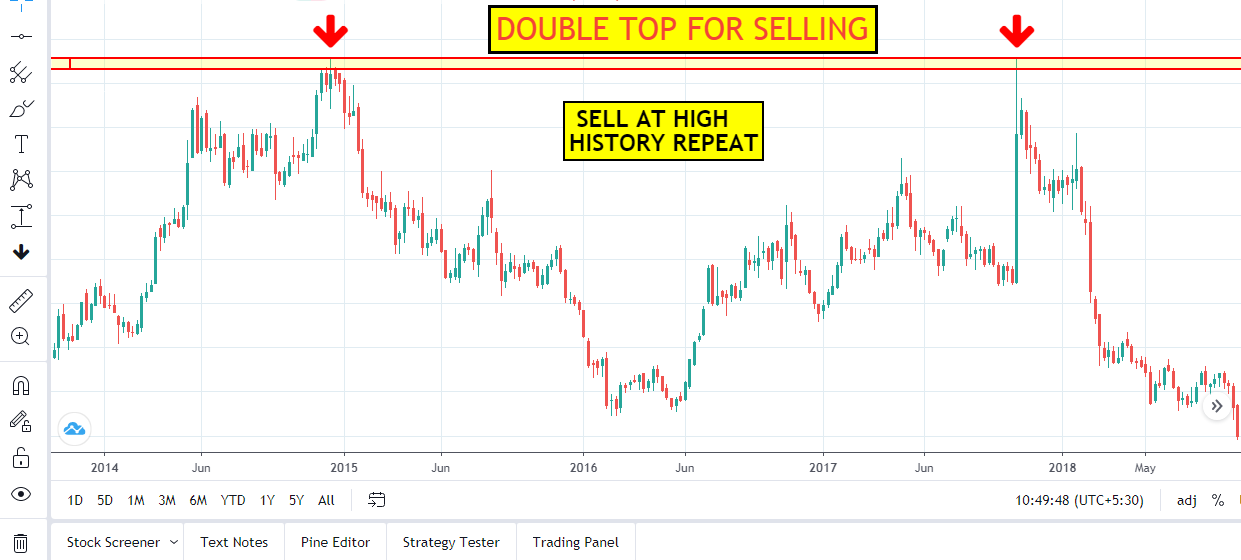 DOUBLE TOP FOR SELLING
SELL AT HIGH
HISTORY REPEAT
2014 Jun 2015 Jun 2016 Jun 2017 Jun 2018 May
1D 5D 1M 3M 6M YTD 1Y 5Y All 10:49:48 (UTC+5:30) adj %
Stock Screener Text Notes Pine Editor Strategy Tester Trading Panel